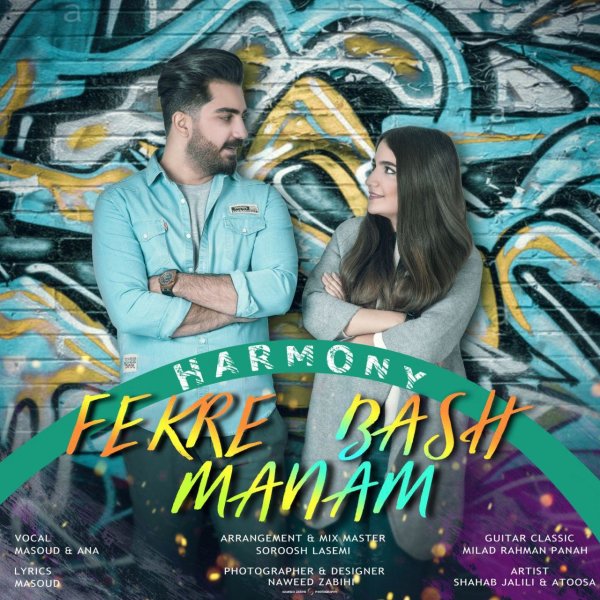 HARMONY
FEKRE BASH
MANAM
VOCAL
MASOUD & ANA
LYRICS
MASOUD
ARRANGEMENT & MIX MASTER
SOROOSH LASEMI
PHOTOGRAPHER & DESIGNER
NAWEED ZABIHI
GUITAR CLASSIC
MILAD RAHMAN PANAH
ARTIST
SHAHAB JALILI & ATOOSA